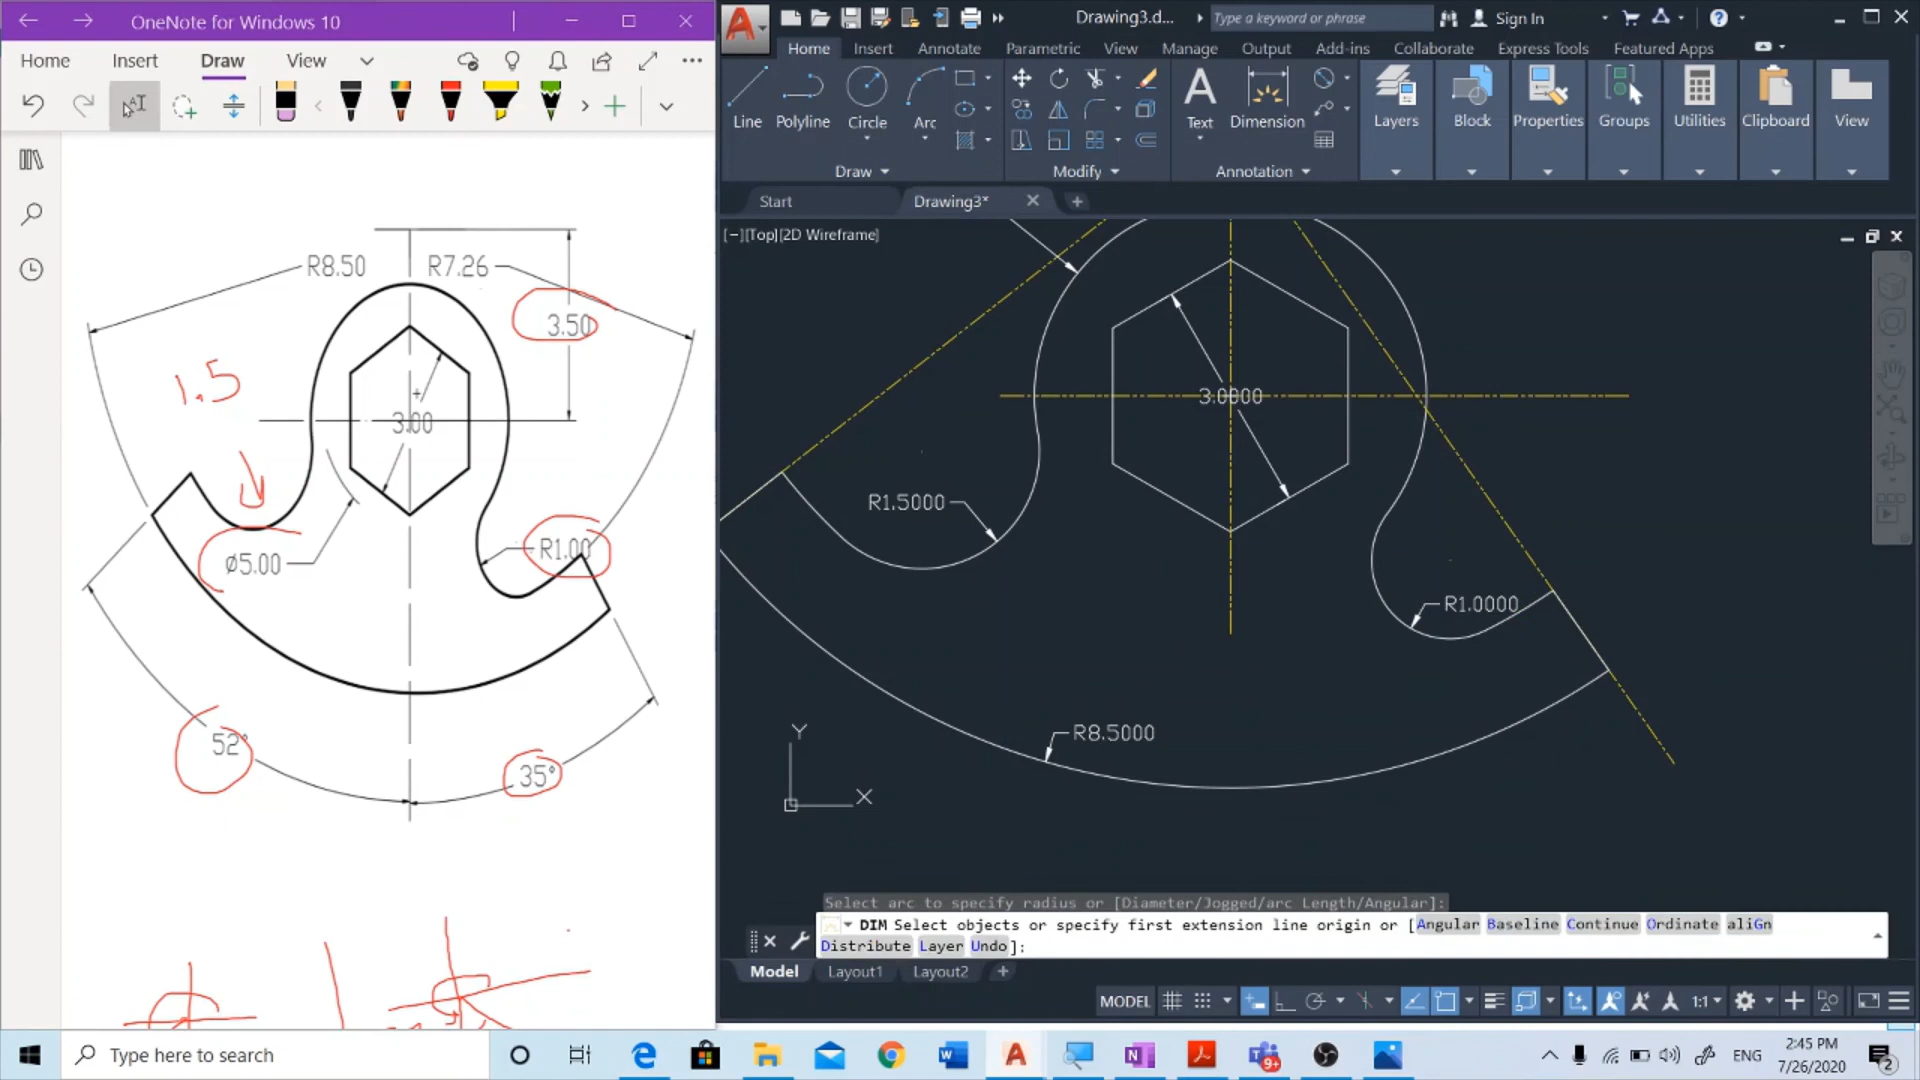 OneNote for Windows 10
Home Insert Draw View
R8.50 R7.26
3.50
1.5
3.00
ø5.00
R1.00
52°
35°
Drawing3.d...
Type a keyword or phrase
Sign In
Home Insert Annotate Parametric View Manage Output Add-ins Collaborate Express Tools Featured Apps
Line Polyline Circle Arc
Text Dimension
Layers Block Properties Groups Utilities Clipboard View
Draw Modify Annotation
Start Drawing3*
[−][Top][2D Wireframe]
3.0000
R1.5000
R1.0000
R8.5000
Y
X
Select arc to specify radius or [Diameter/Jogged/arc Length/Angular]:
DIM Select objects or specify first extension line origin or [Angular Baseline Continue Ordinate aliGn
Distribute Layer Undo]:
Model Layout1 Layout2
MODEL 1:1
Type here to search
9+
ENG
2:45 PM
7/26/2020
2